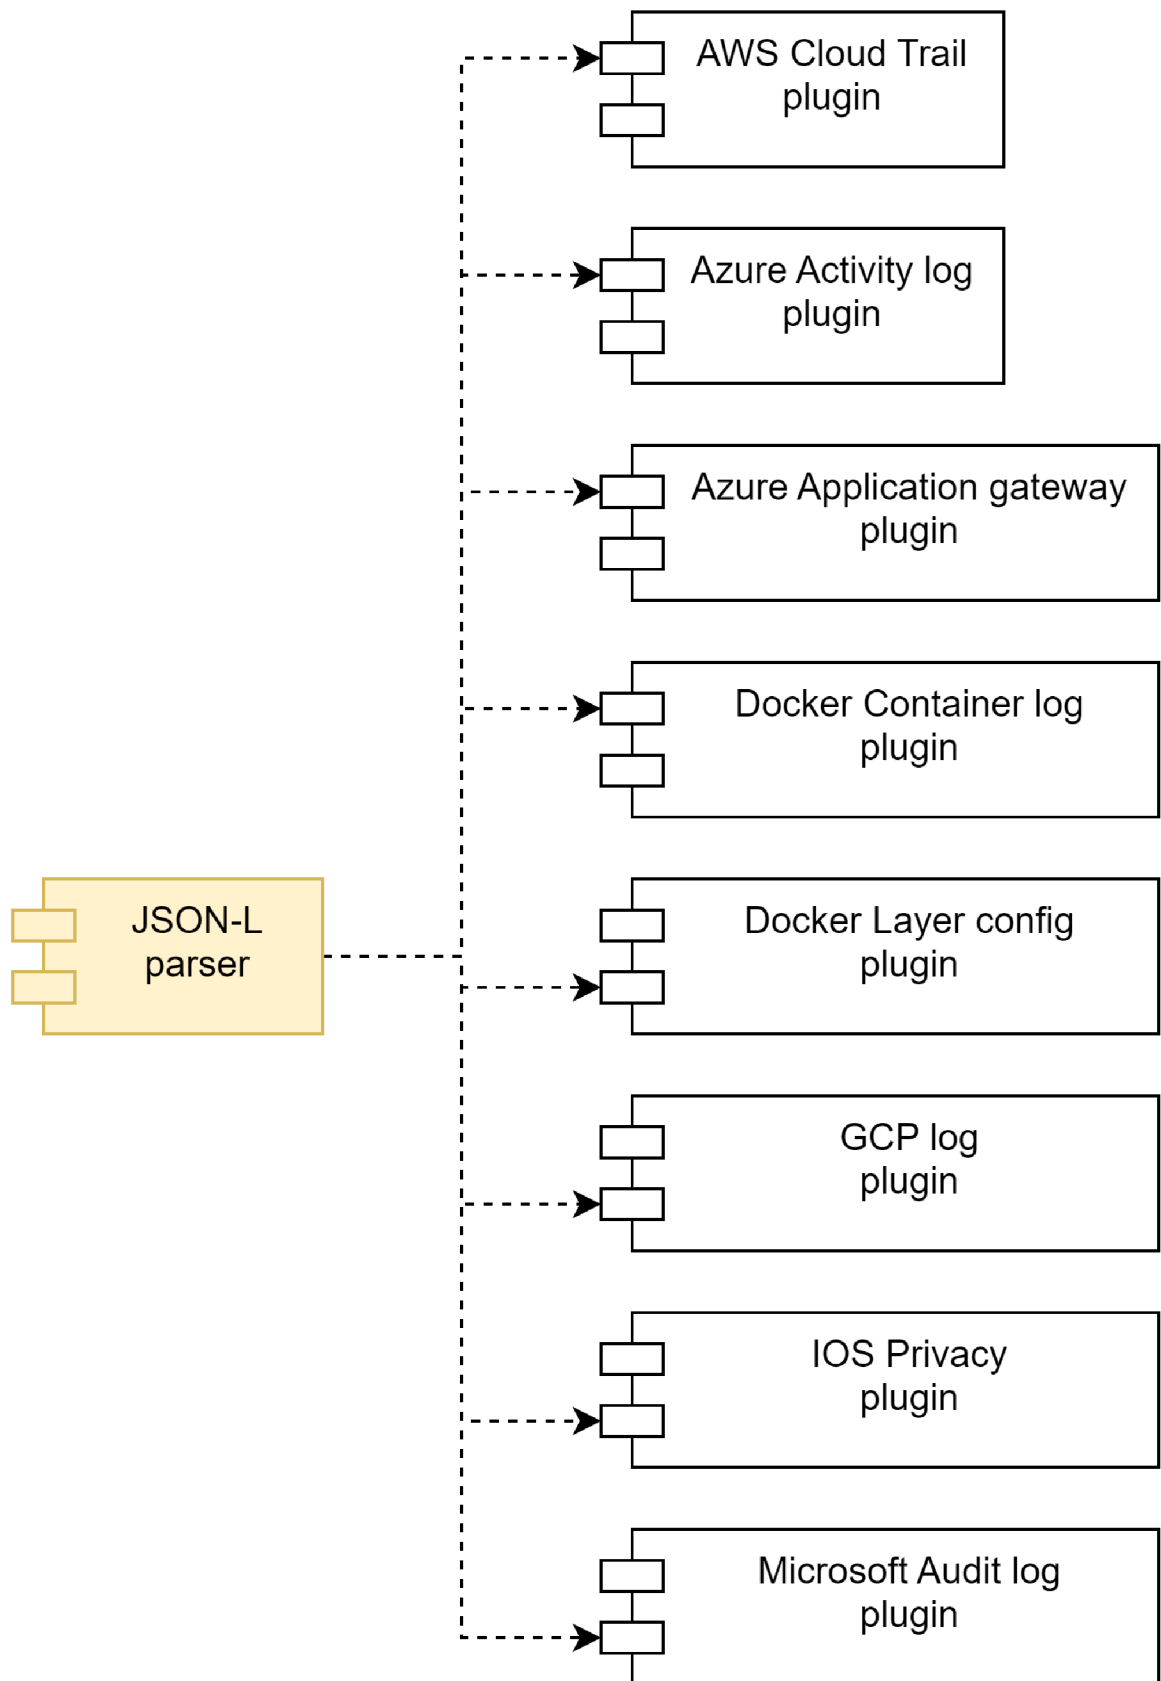 AWS Cloud Trail
plugin
Azure Activity log
plugin
Azure Application gateway
plugin
Docker Container log
plugin
JSON-L
parser
Docker Layer config
plugin
GCP log
plugin
IOS Privacy
plugin
Microsoft Audit log
plugin